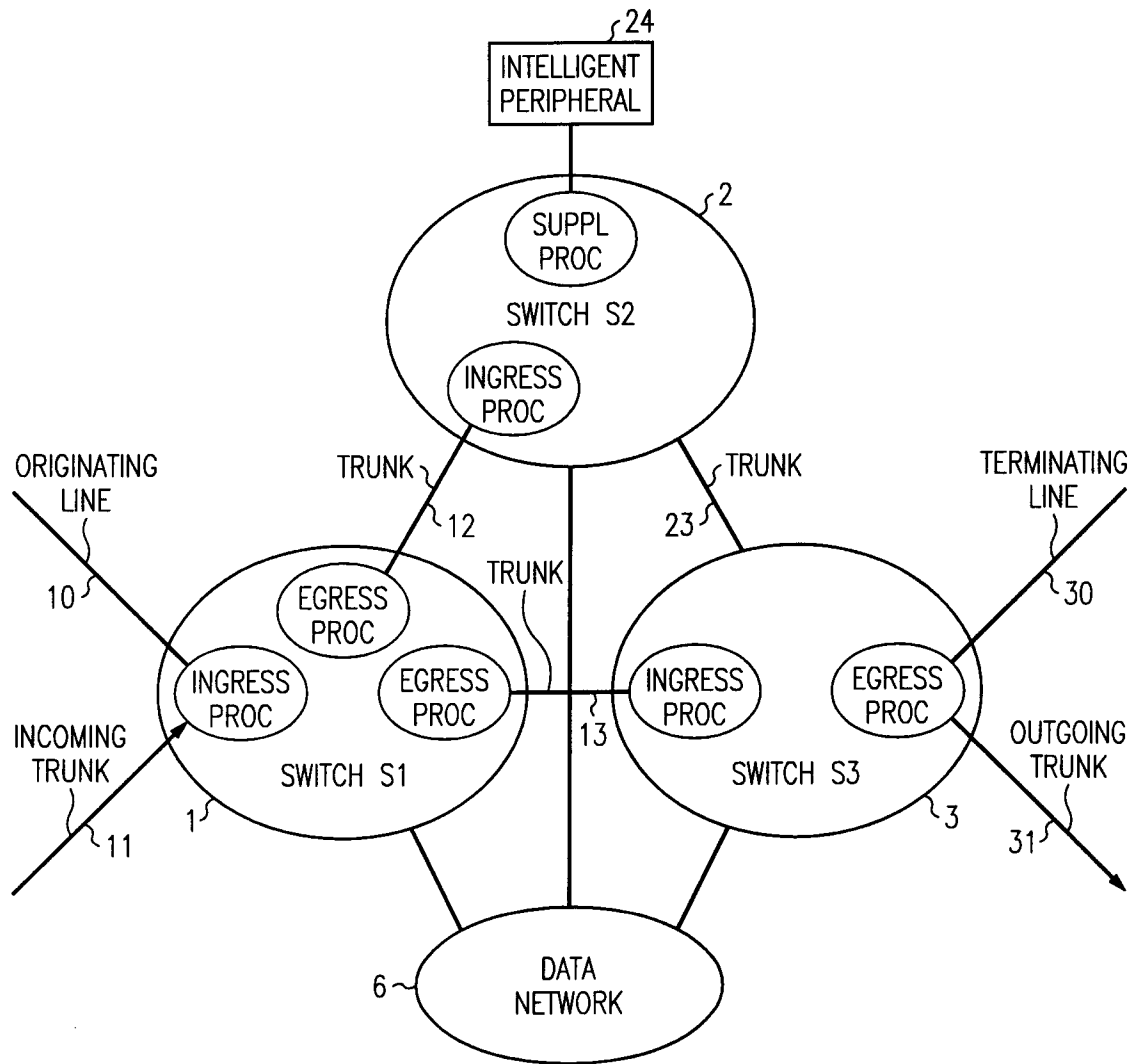 24
INTELLIGENT
PERIPHERAL
2
SUPPL
PROC
SWITCH S2
INGRESS
PROC
ORIGINATING
LINE
10
TRUNK
12
TRUNK
23
TERMINATING
LINE
30
TRUNK
EGRESS
PROC
INGRESS
PROC
EGRESS
PROC
13
INGRESS
PROC
EGRESS
PROC
INCOMING
TRUNK
11
SWITCH S1
1
SWITCH S3
3
OUTGOING
TRUNK
31
6
DATA
NETWORK